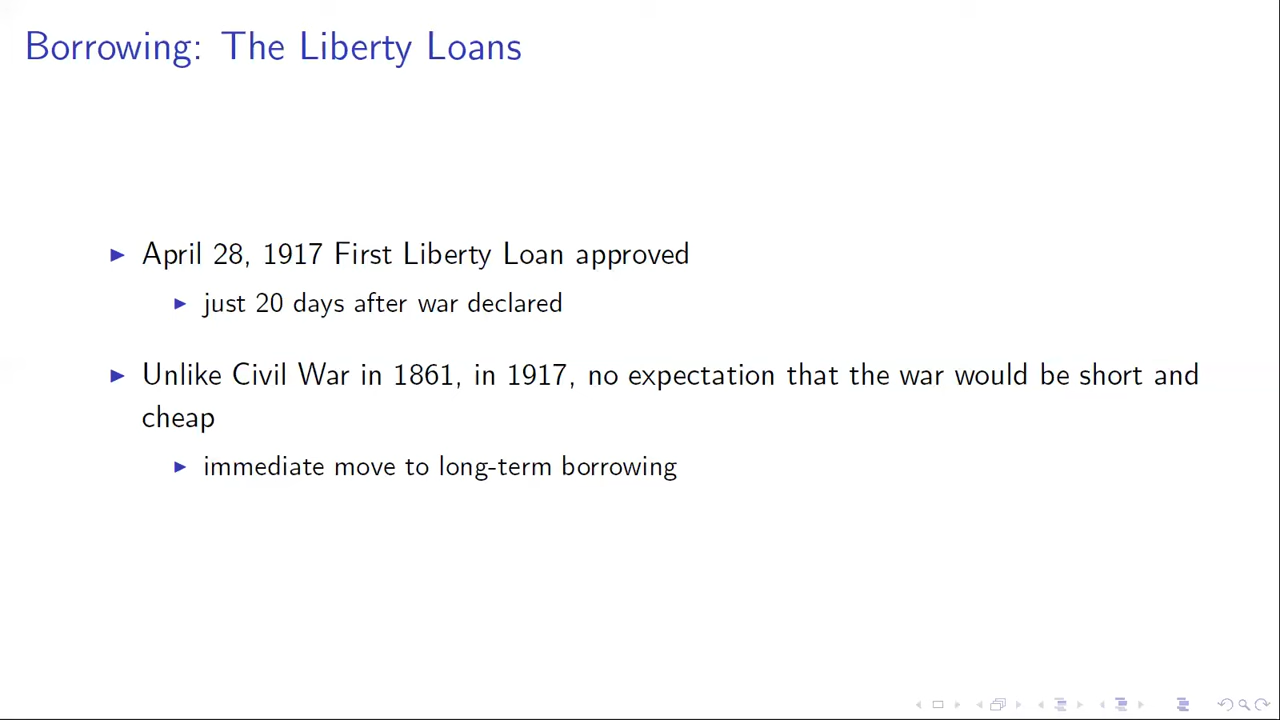 Borrowing: The Liberty Loans
April 28, 1917 First Liberty Loan approved
just 20 days after war declared
Unlike Civil War in 1861, in 1917, no expectation that the war would be short and
cheap
immediate move to long-term borrowing